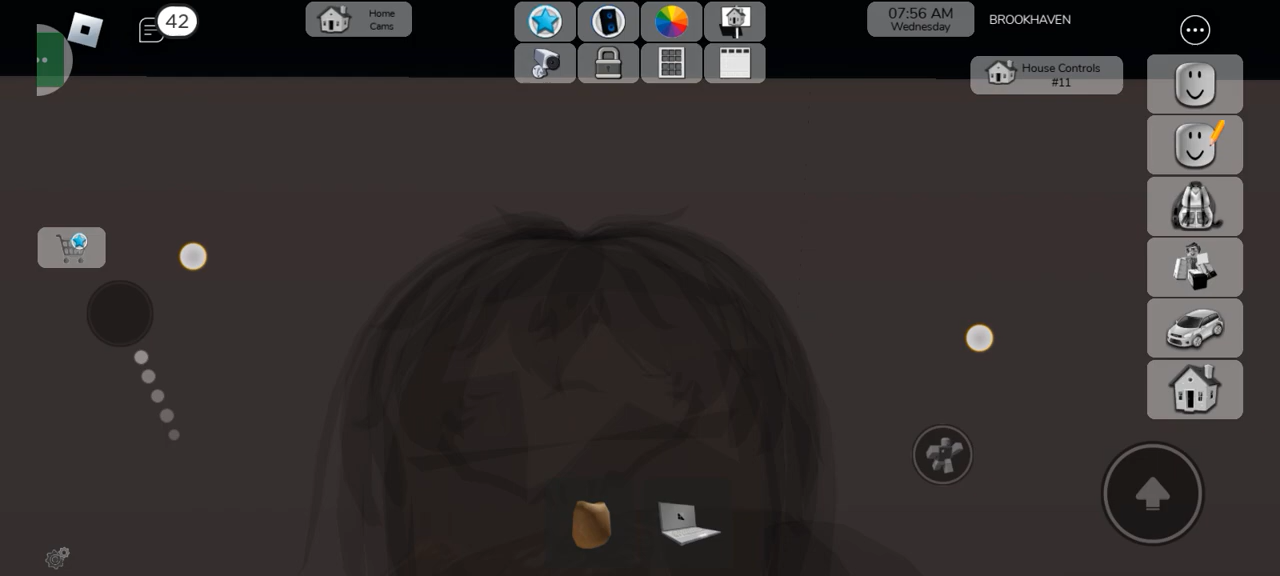 42
Home
Cams
07:56 AM
Wednesday
BROOKHAVEN
House Controls
#11